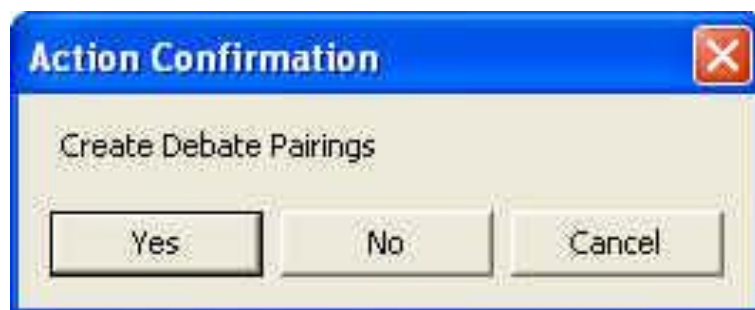 Action Confirmation
Create Debate Pairings
Yes No Cancel